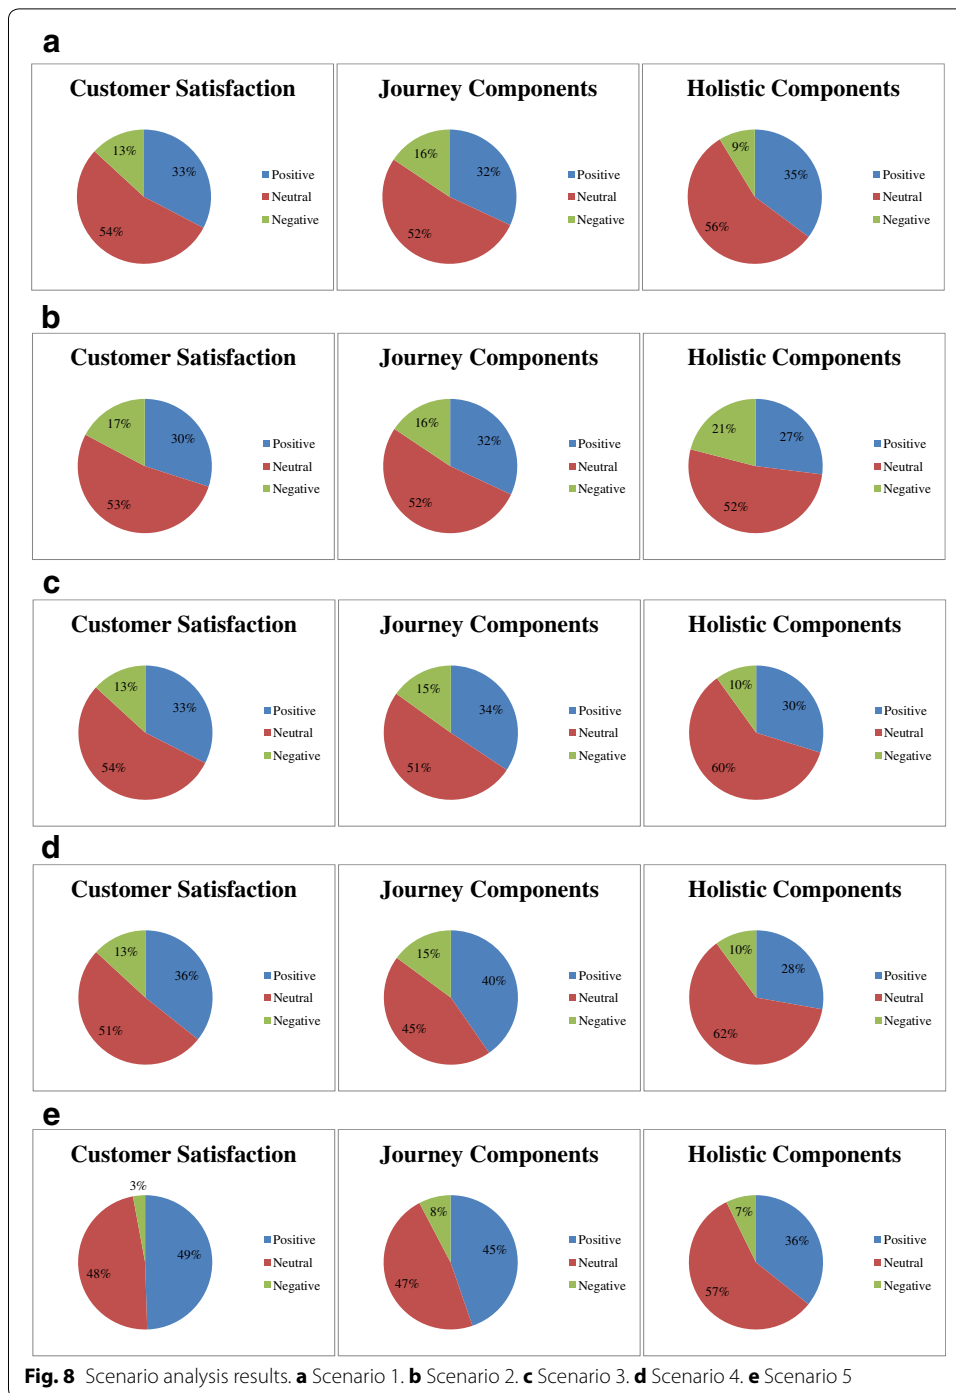 a
Customer Satisfaction
13%
33%
54%
Positive
Neutral
Negative
Journey Components
16%
32%
52%
Positive
Neutral
Negative
Holistic Components
9%
35%
56%
Positive
Neutral
Negative
b
Customer Satisfaction
17%
30%
53%
Positive
Neutral
Negative
Journey Components
16%
32%
52%
Positive
Neutral
Negative
Holistic Components
21%
27%
52%
Positive
Neutral
Negative
c
Customer Satisfaction
13%
33%
54%
Positive
Neutral
Negative
Journey Components
15%
34%
51%
Positive
Neutral
Negative
Holistic Components
10%
30%
60%
Positive
Neutral
Negative
d
Customer Satisfaction
13%
36%
51%
Positive
Neutral
Negative
Journey Components
15%
40%
45%
Positive
Neutral
Negative
Holistic Components
10%
28%
62%
Positive
Neutral
Negative
e
Customer Satisfaction
3%
49%
48%
Positive
Neutral
Negative
Journey Components
8%
45%
47%
Positive
Neutral
Negative
Holistic Components
7%
36%
57%
Positive
Neutral
Negative
Fig. 8 Scenario analysis results. a Scenario 1. b Scenario 2. c Scenario 3. d Scenario 4. e Scenario 5